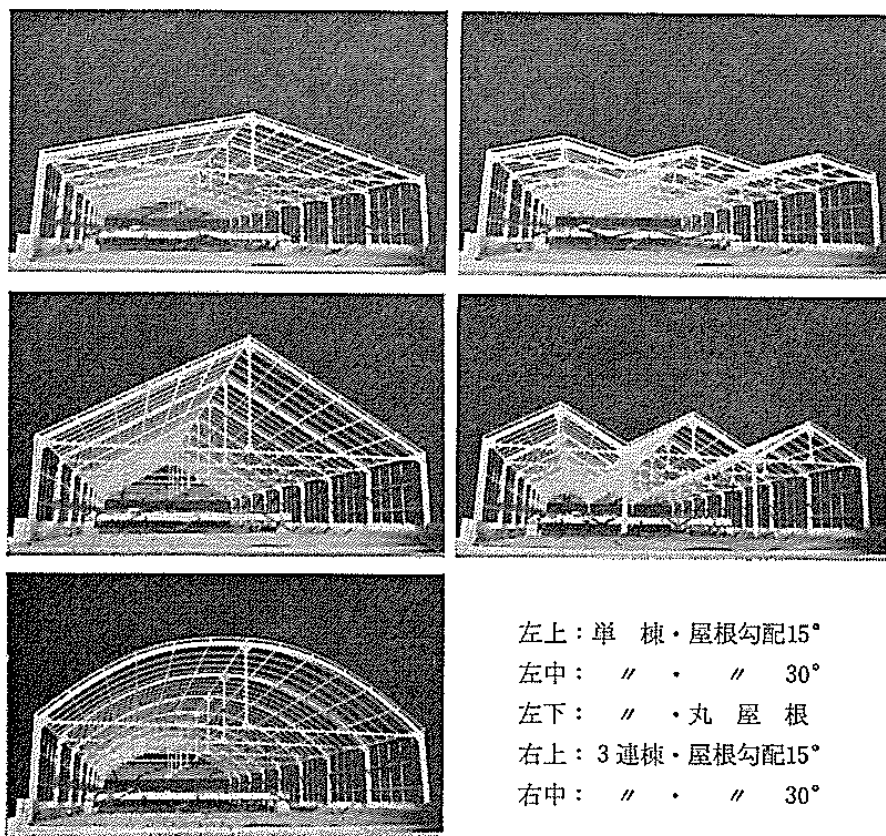 左上：単　棟・屋根勾配15°
左中：　〃　・　〃　30°
左下：　〃　・丸　屋　根
右上：3連棟・屋根勾配15°
右中：　〃　・　〃　30°